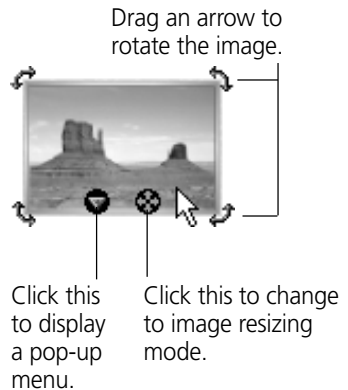 Drag an arrow to
rotate the image.
Click this
to display
a pop-up
menu.
Click this to change
to image resizing
mode.